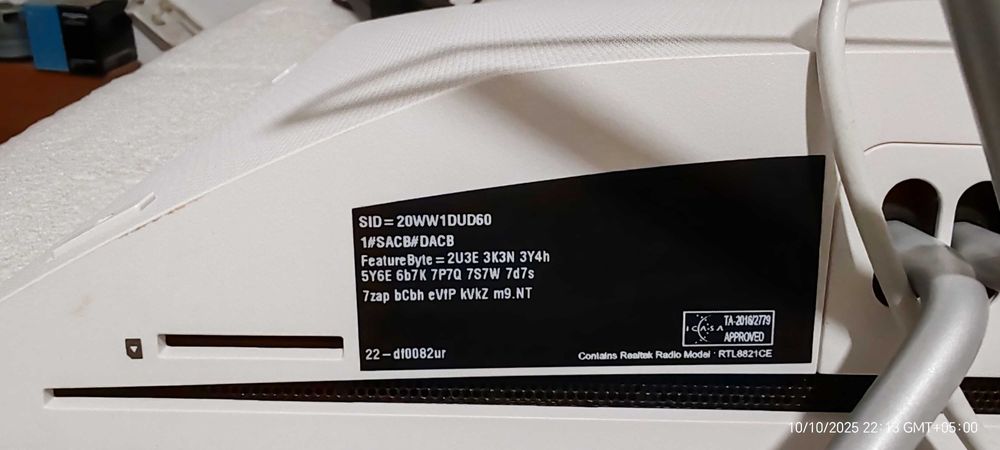 SID=20WW1DUD60
1#SACB#DACB
FeatureByte=2U3E 3K3N 3Y4h
5Y6E 6b7K 7P7Q 7S7W 7d7s
7zap bCbh eVfP kVkZ m9.NT
ICASA
TA-2016/2779
APPROVED
22-df0082ur
Contains Realtek Radio Model : RTL8821CE
10/10/2025 22:13 GMT+05:00